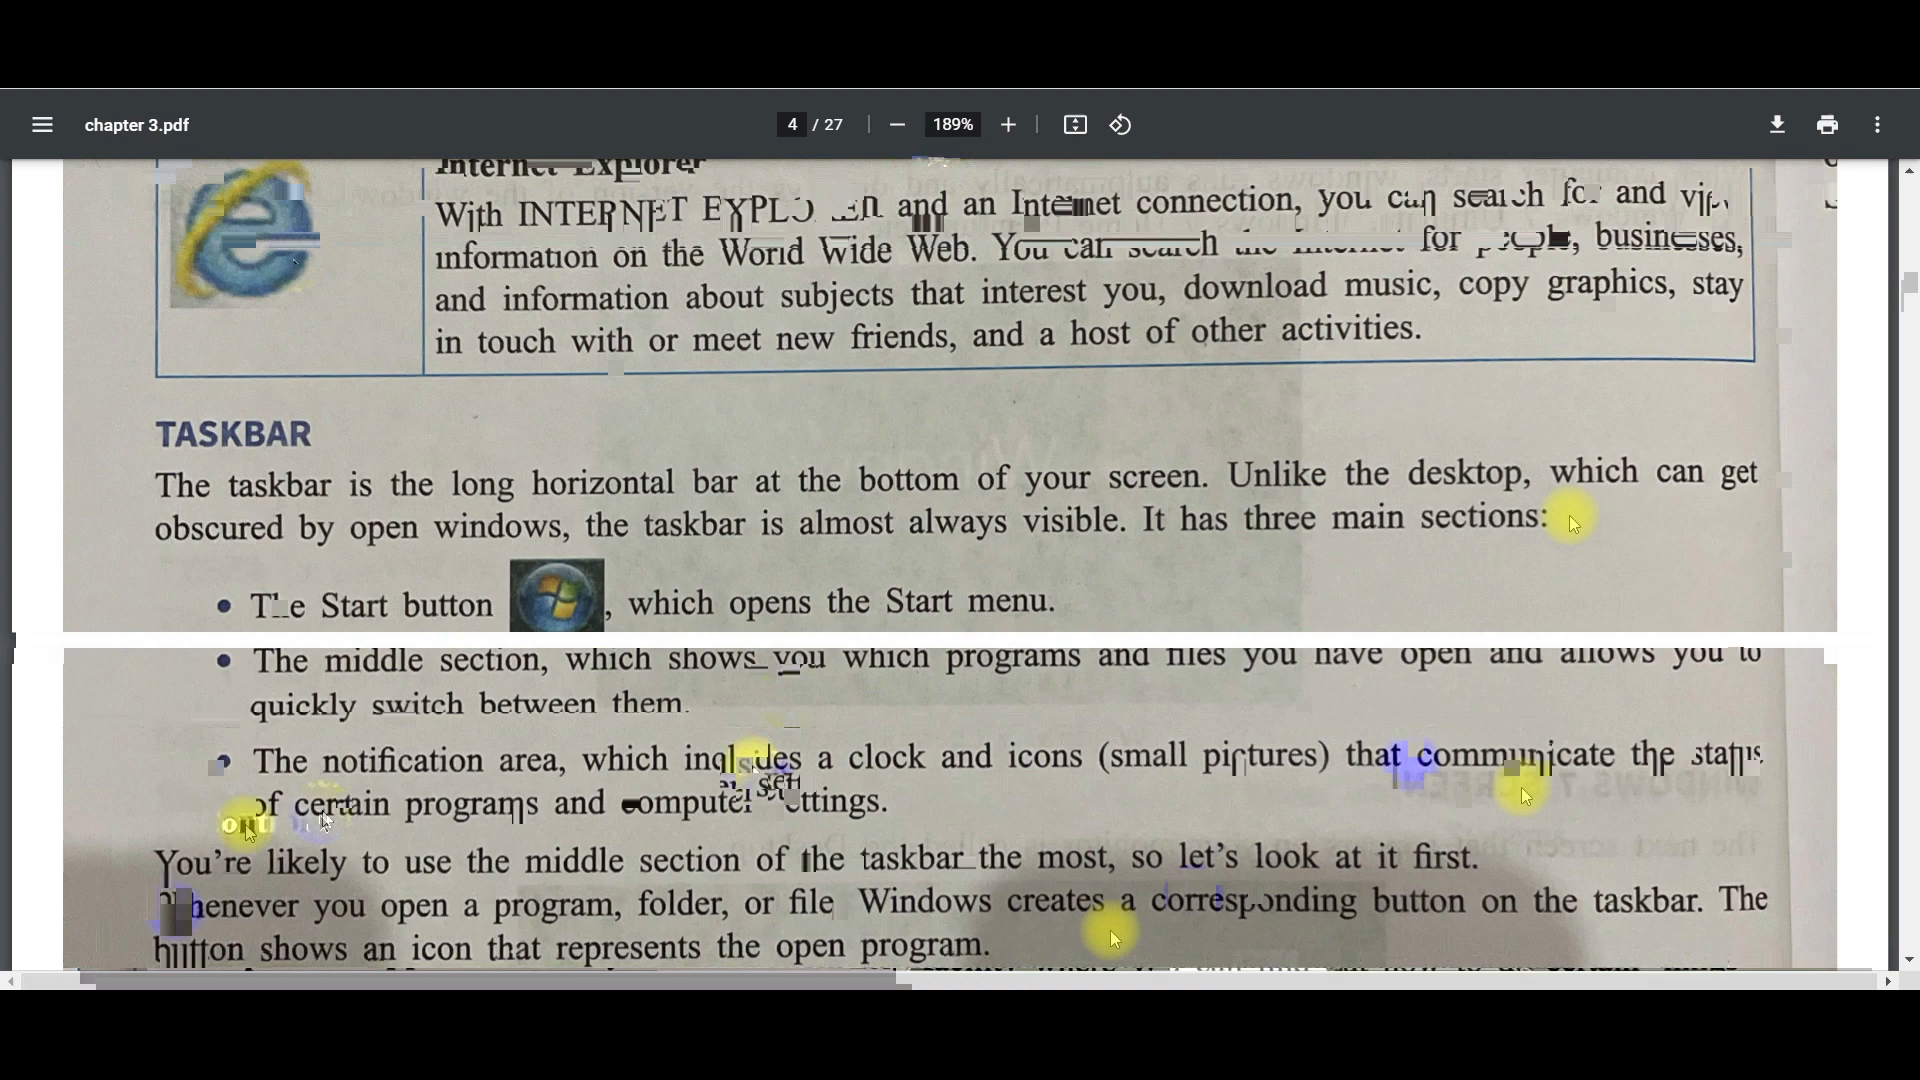 chapter 3.pdf
4 / 27
189%
Internet Explorer
With INTERNET and an Internet connection, you can search for and
information on the World Wide Web. You can search the Internet for people, businesses,
and information about subjects that interest you, download music, copy graphics, stay
in touch with or meet new friends, and a host of other activities.
TASKBAR
The taskbar is the long horizontal bar at the bottom of your screen. Unlike the desktop, which can get
obscured by open windows, the taskbar is almost always visible. It has three main sections:
• The Start button , which opens the Start menu.
• The middle section, which shows you which programs and files you have open and allows you to
quickly switch between them.
• The notification area, which includes a clock and icons (small pictures) that communicate the status
of certain programs and computer settings.
You're likely to use the middle section of the taskbar the most, so let's look at it first.
Whenever you open a program, folder, or file Windows creates a corresponding button on the taskbar. The
button shows an icon that represents the open program.